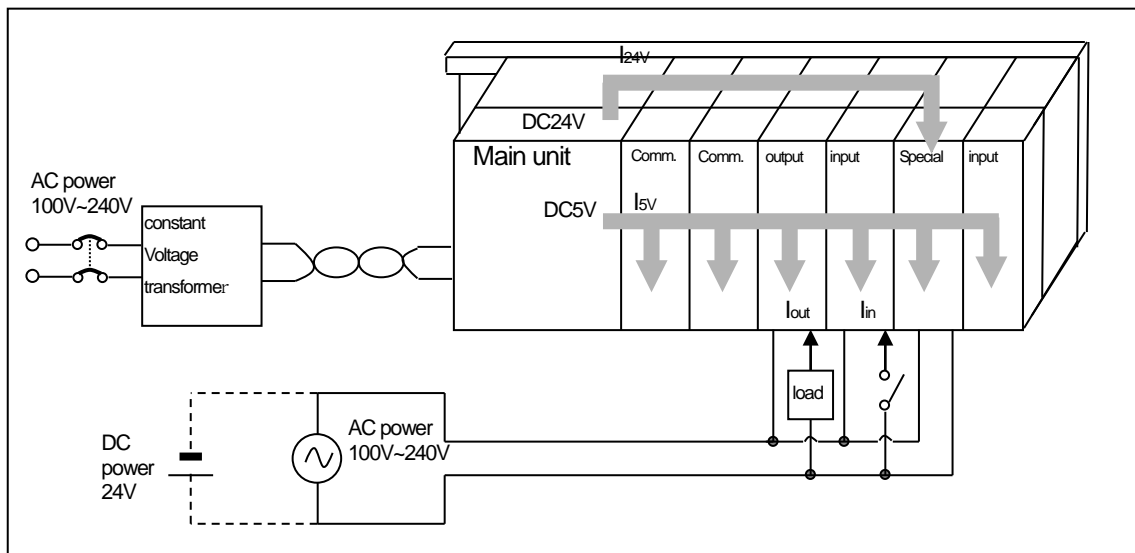 I24V
DC24V
Main unit
Comm.
Comm.
output
input
Special
input
AC power
100V~240V
constant
Voltage
transformer
DC5V
I5V
Iout
Iin
load
DC
power
24V
AC power
100V~240V